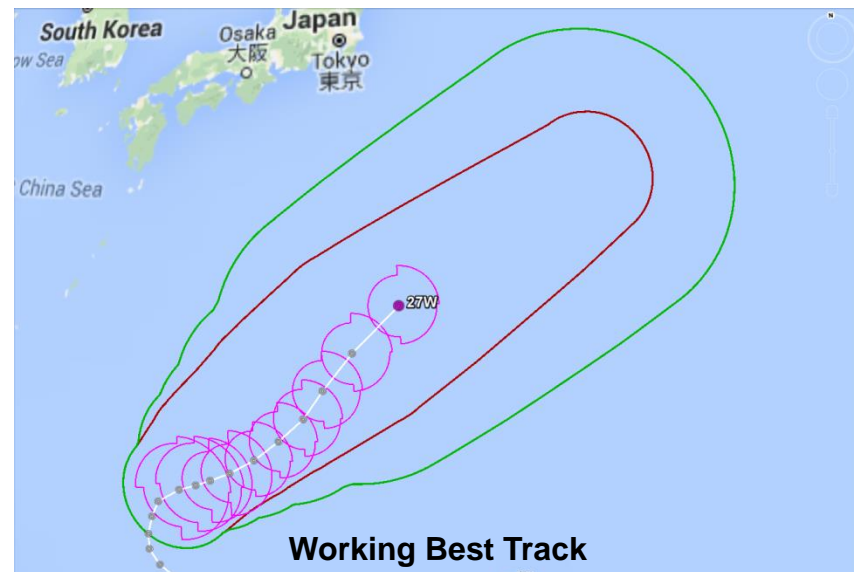 South Korea
Japan
Osaka
大阪
Tokyo
東京
ow Sea
China Sea
27W
N
Working Best Track